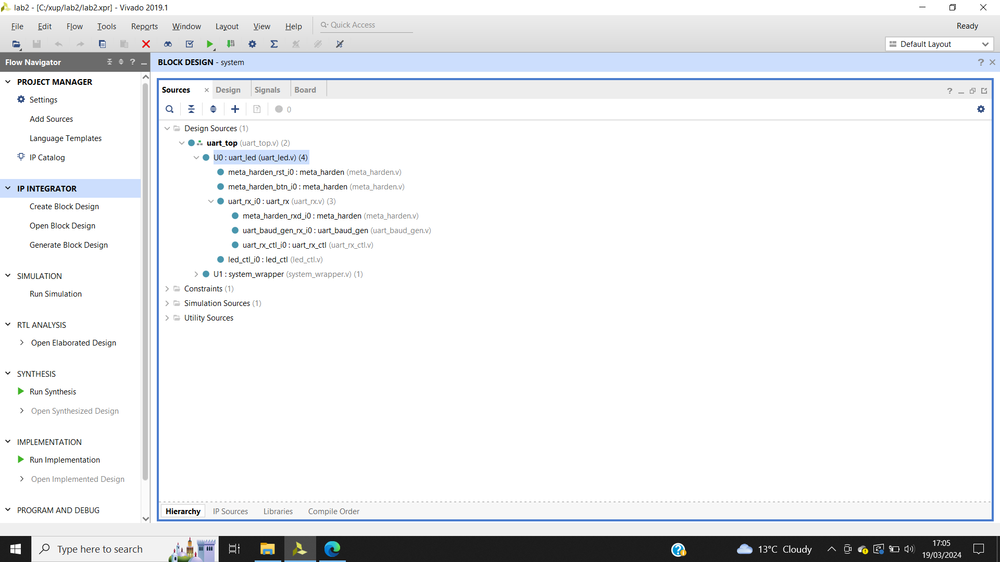 lab2 - [C:/xup/lab2/lab2.xpr] - Vivado 2019.1
File Edit Flow Tools Reports Window Layout View Help Quick Access Ready
Default Layout
Flow Navigator
BLOCK DESIGN - system
PROJECT MANAGER
Settings
Add Sources
Language Templates
IP Catalog
IP INTEGRATOR
Create Block Design
Open Block Design
Generate Block Design
SIMULATION
Run Simulation
RTL ANALYSIS
Open Elaborated Design
SYNTHESIS
Run Synthesis
Open Synthesized Design
IMPLEMENTATION
Run Implementation
Open Implemented Design
PROGRAM AND DEBUG
Sources Design Signals Board
0
Design Sources (1)
uart_top (uart_top.v) (2)
U0 : uart_led (uart_led.v) (4)
meta_harden_rst_i0 : meta_harden (meta_harden.v)
meta_harden_btn_i0 : meta_harden (meta_harden.v)
uart_rx_i0 : uart_rx (uart_rx.v) (3)
meta_harden_rxd_i0 : meta_harden (meta_harden.v)
uart_baud_gen_rx_i0 : uart_baud_gen (uart_baud_gen.v)
uart_rx_ctl_i0 : uart_rx_ctl (uart_rx_ctl.v)
led_ctl_i0 : led_ctl (led_ctl.v)
U1 : system_wrapper (system_wrapper.v) (1)
Constraints (1)
Simulation Sources (1)
Utility Sources
Hierarchy IP Sources Libraries Compile Order
Type here to search
13°C Cloudy
17:05
19/03/2024